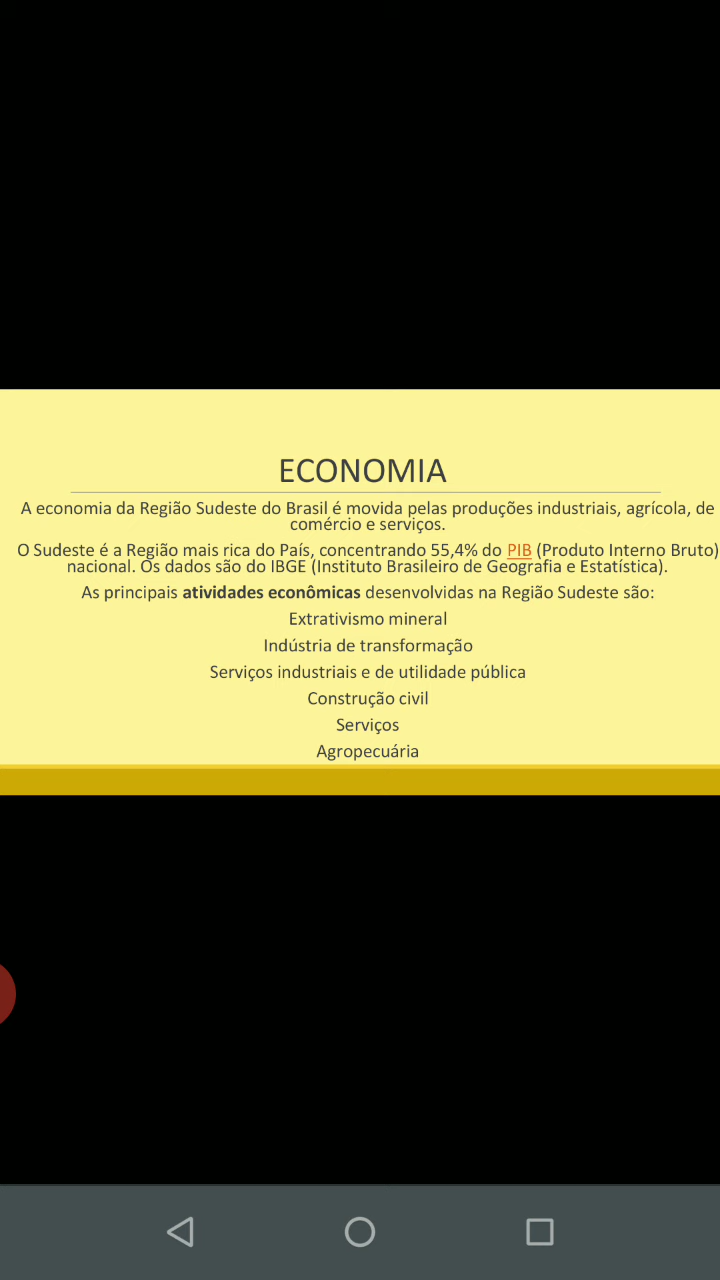 ECONOMIA
A economia da Região Sudeste do Brasil é movida pelas produções industriais, agrícola, de
comércio e serviços.
O Sudeste é a Região mais rica do País, concentrando 55,4% do PIB (Produto Interno Bruto)
nacional. Os dados são do IBGE (Instituto Brasileiro de Geografia e Estatística).
As principais atividades econômicas desenvolvidas na Região Sudeste são:
Extrativismo mineral
Indústria de transformação
Serviços industriais e de utilidade pública
Construção civil
Serviços
Agropecuária